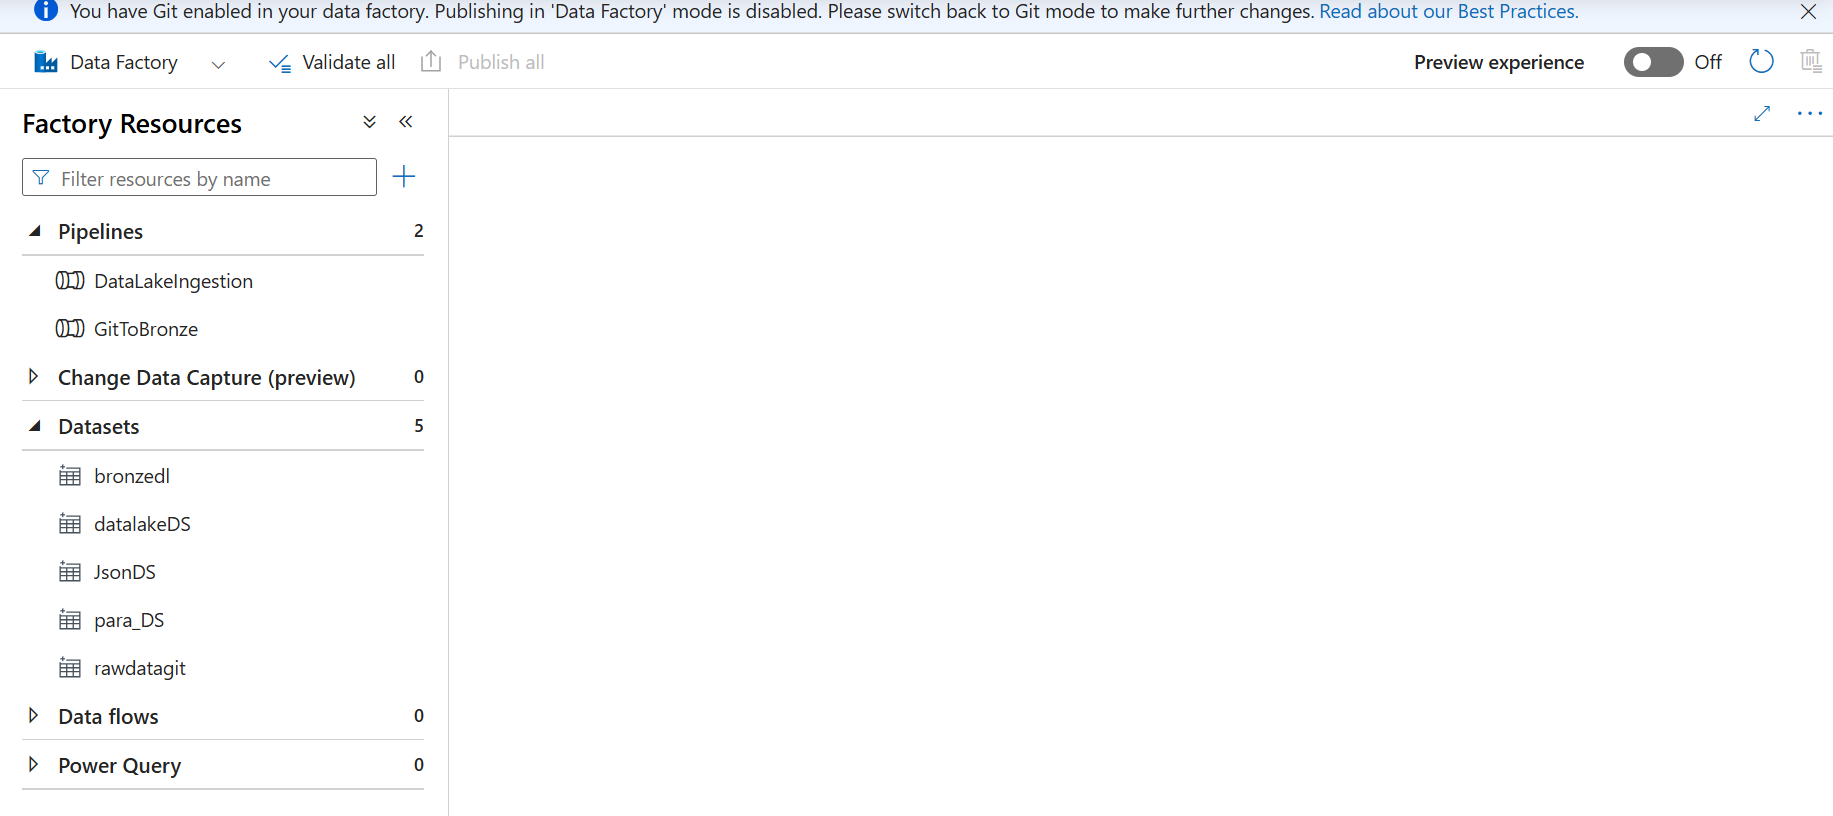 You have Git enabled in your data factory. Publishing in 'Data Factory' mode is disabled. Please switch back to Git mode to make further changes. Read about our Best Practices.
Data Factory Validate all Publish all Preview experience Off
Factory Resources
Filter resources by name
Pipelines 2
DataLakeIngestion
GitToBronze
Change Data Capture (preview) 0
Datasets 5
bronzedl
datalakeDS
JsonDS
para_DS
rawdatagit
Data flows 0
Power Query 0